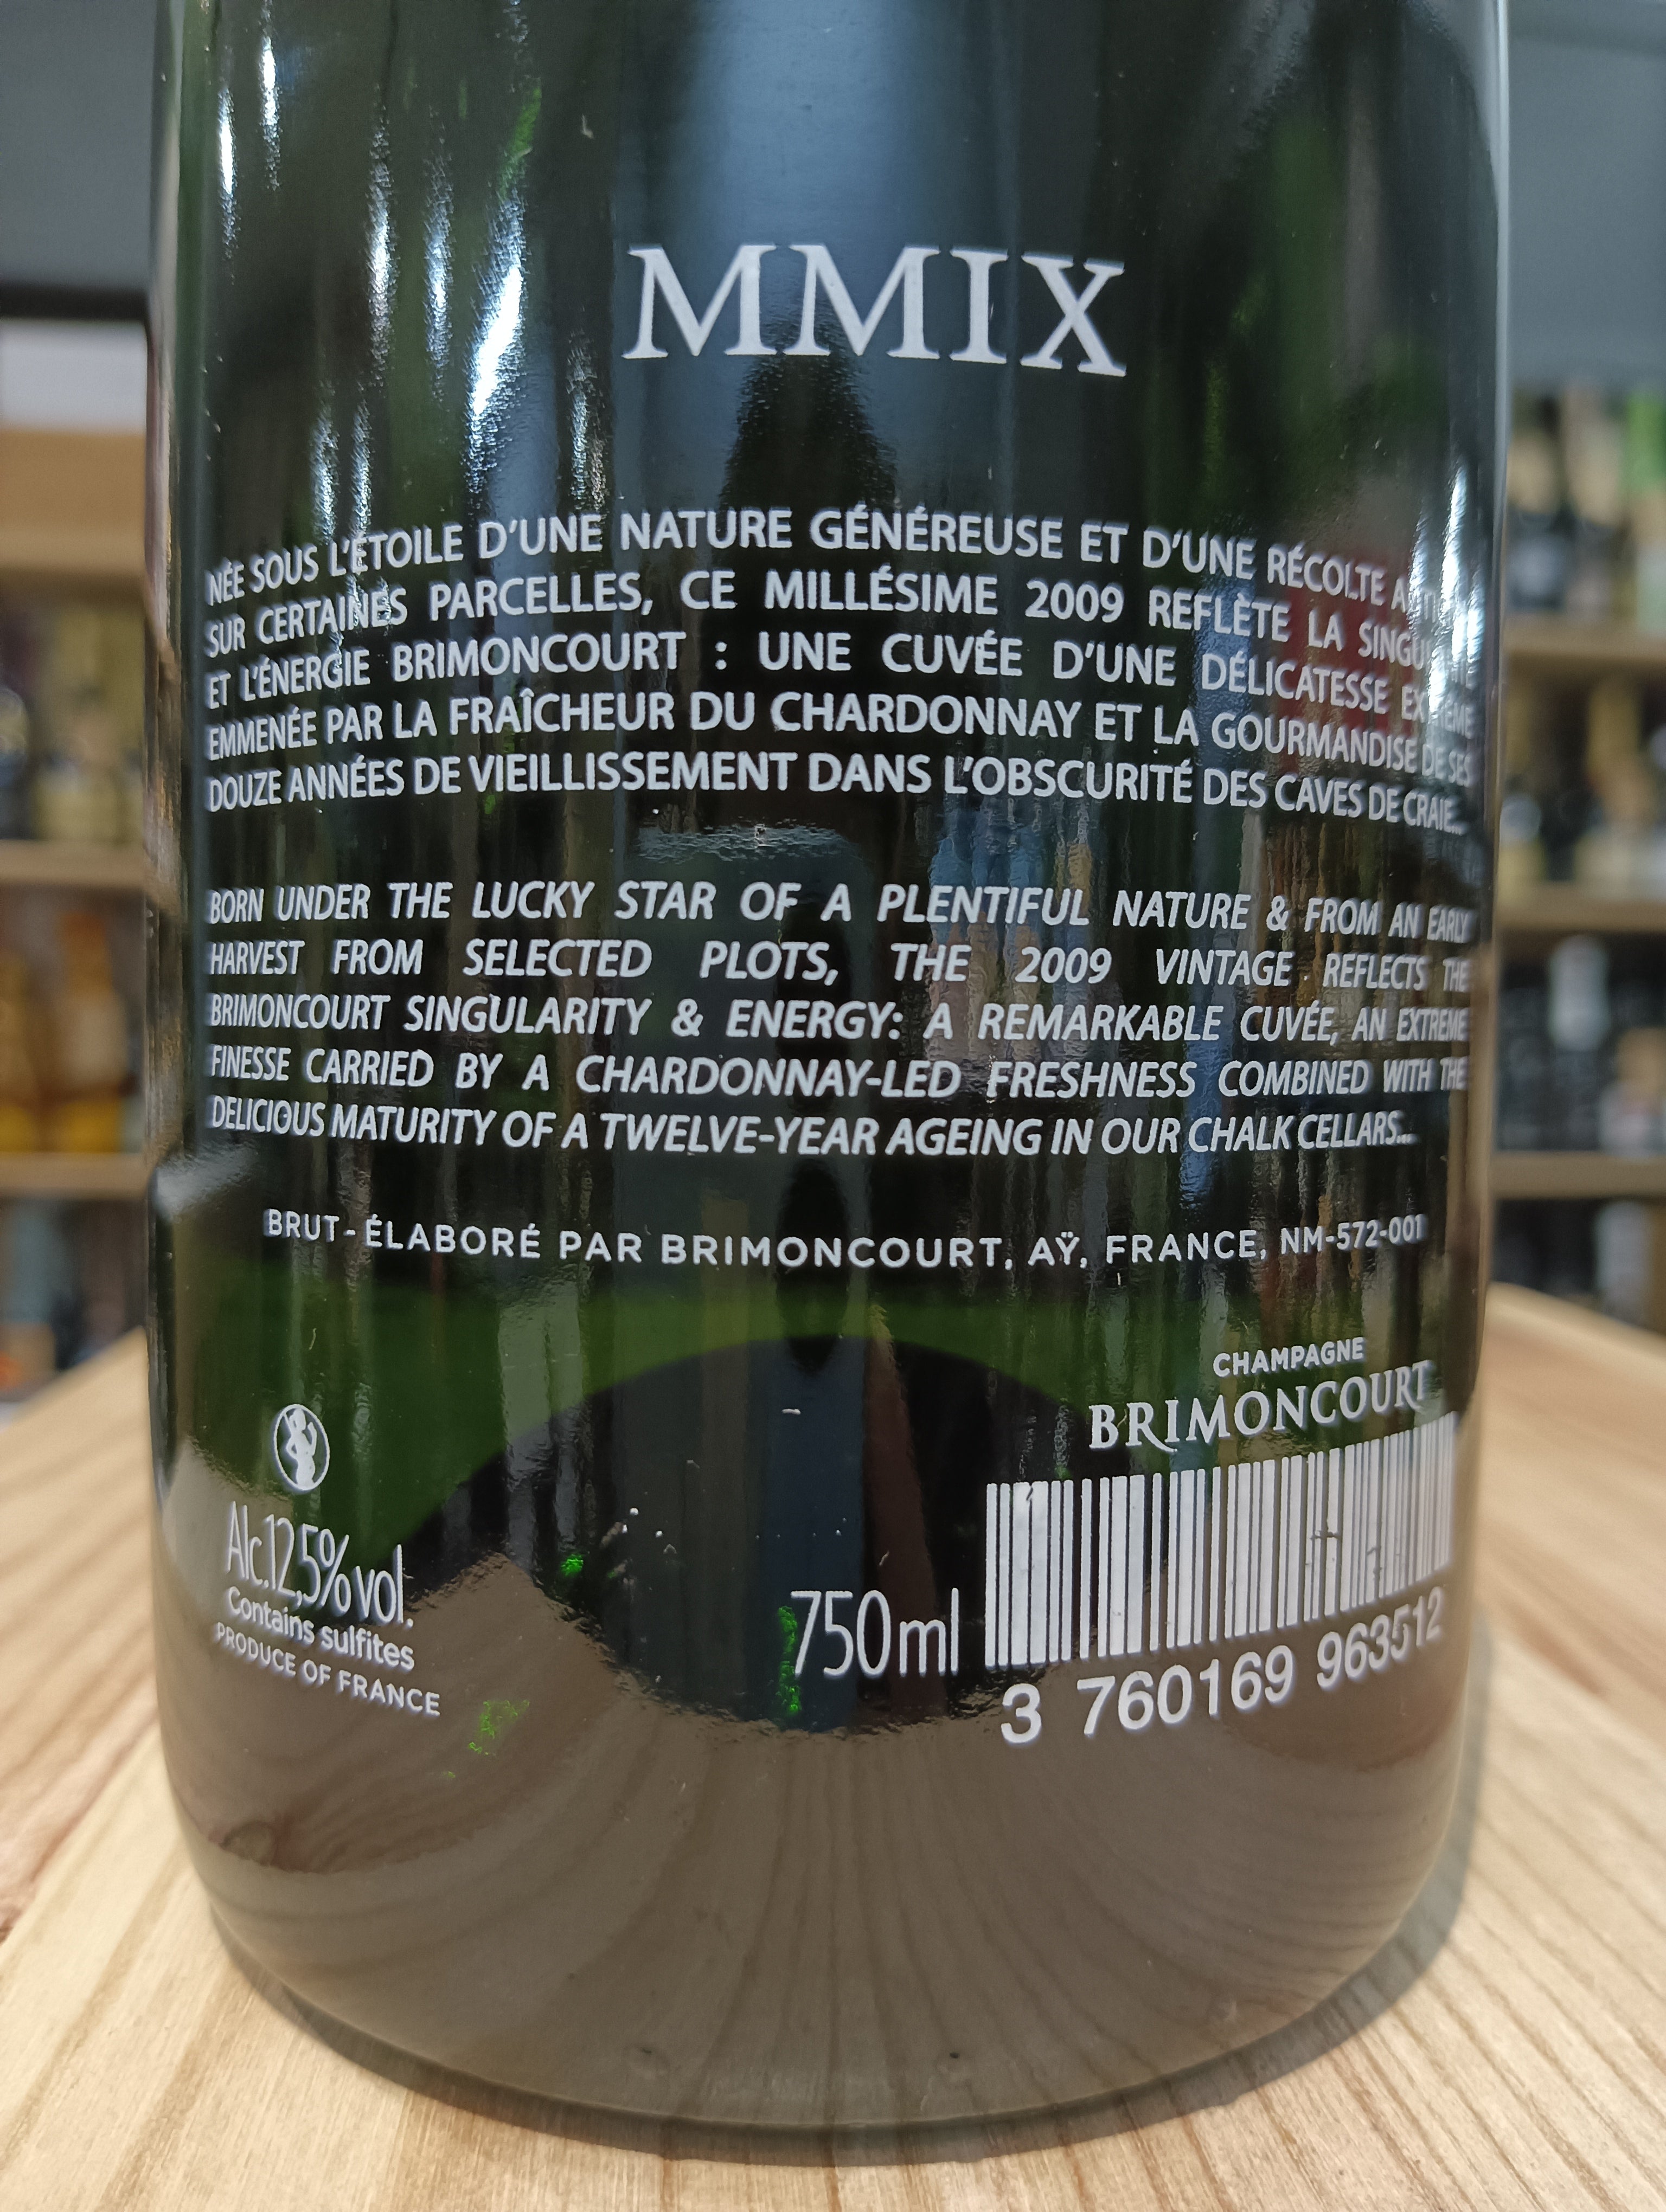 MMIX
NÉE SOUS L'ÉTOILE D'UNE NATURE GÉNÉREUSE ET D'UNE RÉCOLTE
SUR CERTAINES PARCELLES, CE MILLÉSIME 2009 REFLÈTE LA
ET L'ÉNERGIE BRIMONCOURT : UNE CUVÉE D'UNE DÉLICATESSE EXTRÊME
EMMENÉE PAR LA FRAÎCHEUR DU CHARDONNAY ET LA GOURMANDISE DE SES
DOUZE ANNÉES DE VIEILLISSEMENT DANS L'OBSCURITÉ DES CAVES DE CRAIE...
BORN UNDER THE LUCKY STAR OF A PLENTIFUL NATURE & FROM AN EARLY
HARVEST FROM SELECTED PLOTS, THE 2009 VINTAGE REFLECTS THE
BRIMONCOURT SINGULARITY & ENERGY: A REMARKABLE CUVÉE, AN EXTREME
FINESSE CARRIED BY A CHARDONNAY-LED FRESHNESS COMBINED WITH THE
DELICIOUS MATURITY OF A TWELVE-YEAR AGEING IN OUR CHALK CELLARS...
BRUT - ÉLABORÉ PAR BRIMONCOURT, AŸ, FRANCE, NM-572-001
CHAMPAGNE
BRIMONCOURT
Alc.12,5% vol.
Contains sulfites
PRODUCE OF FRANCE
750ml
3 760169 963512